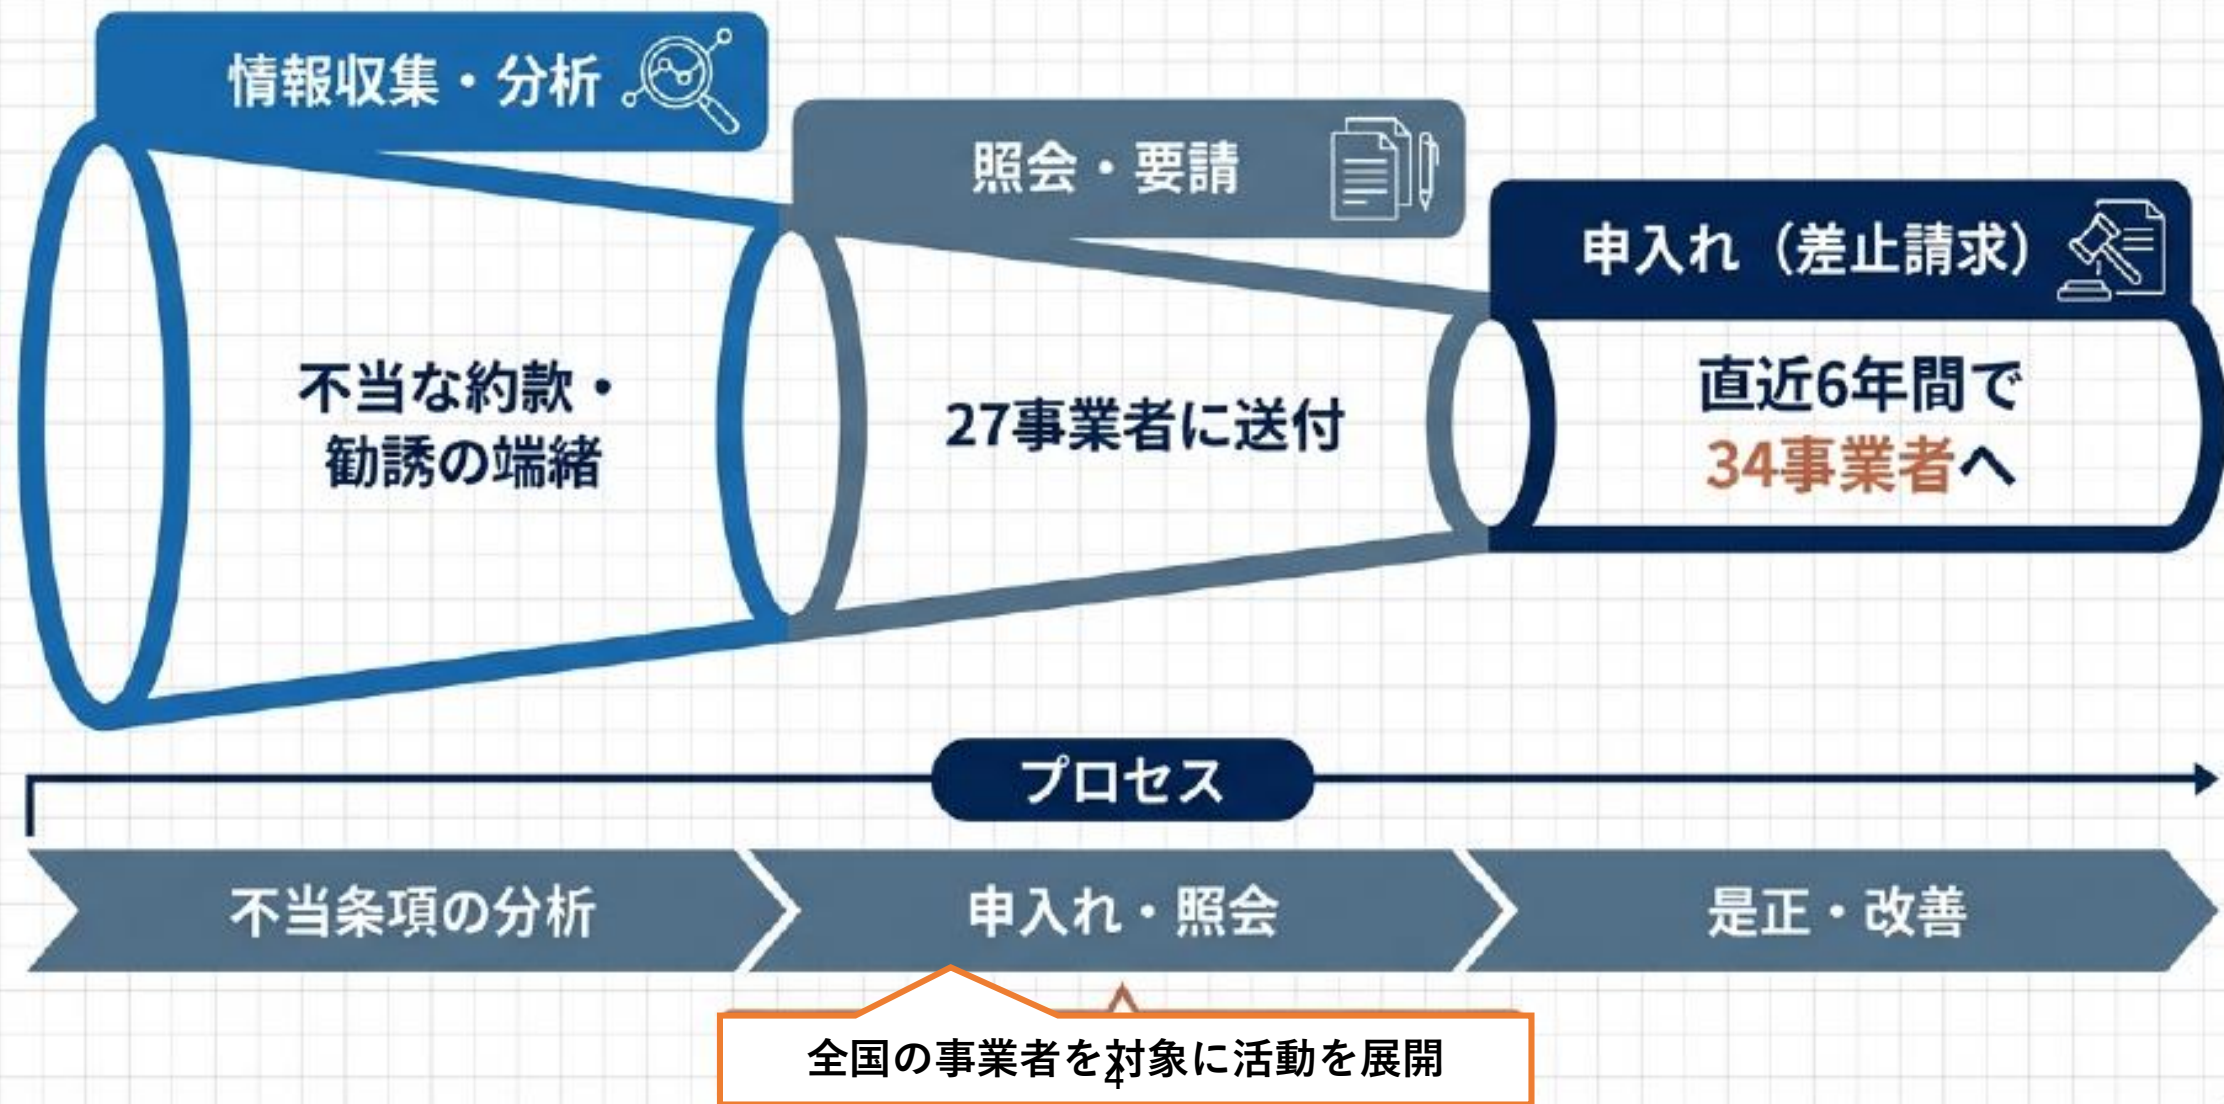 情報収集・分析
不当な約款・
勧誘の端緒
照会・要請
27事業者に送付
申入れ（差止請求）
直近6年間で
34事業者へ
プロセス
不当条項の分析
申入れ・照会
是正・改善
全国の事業者を対象に活動を展開
4